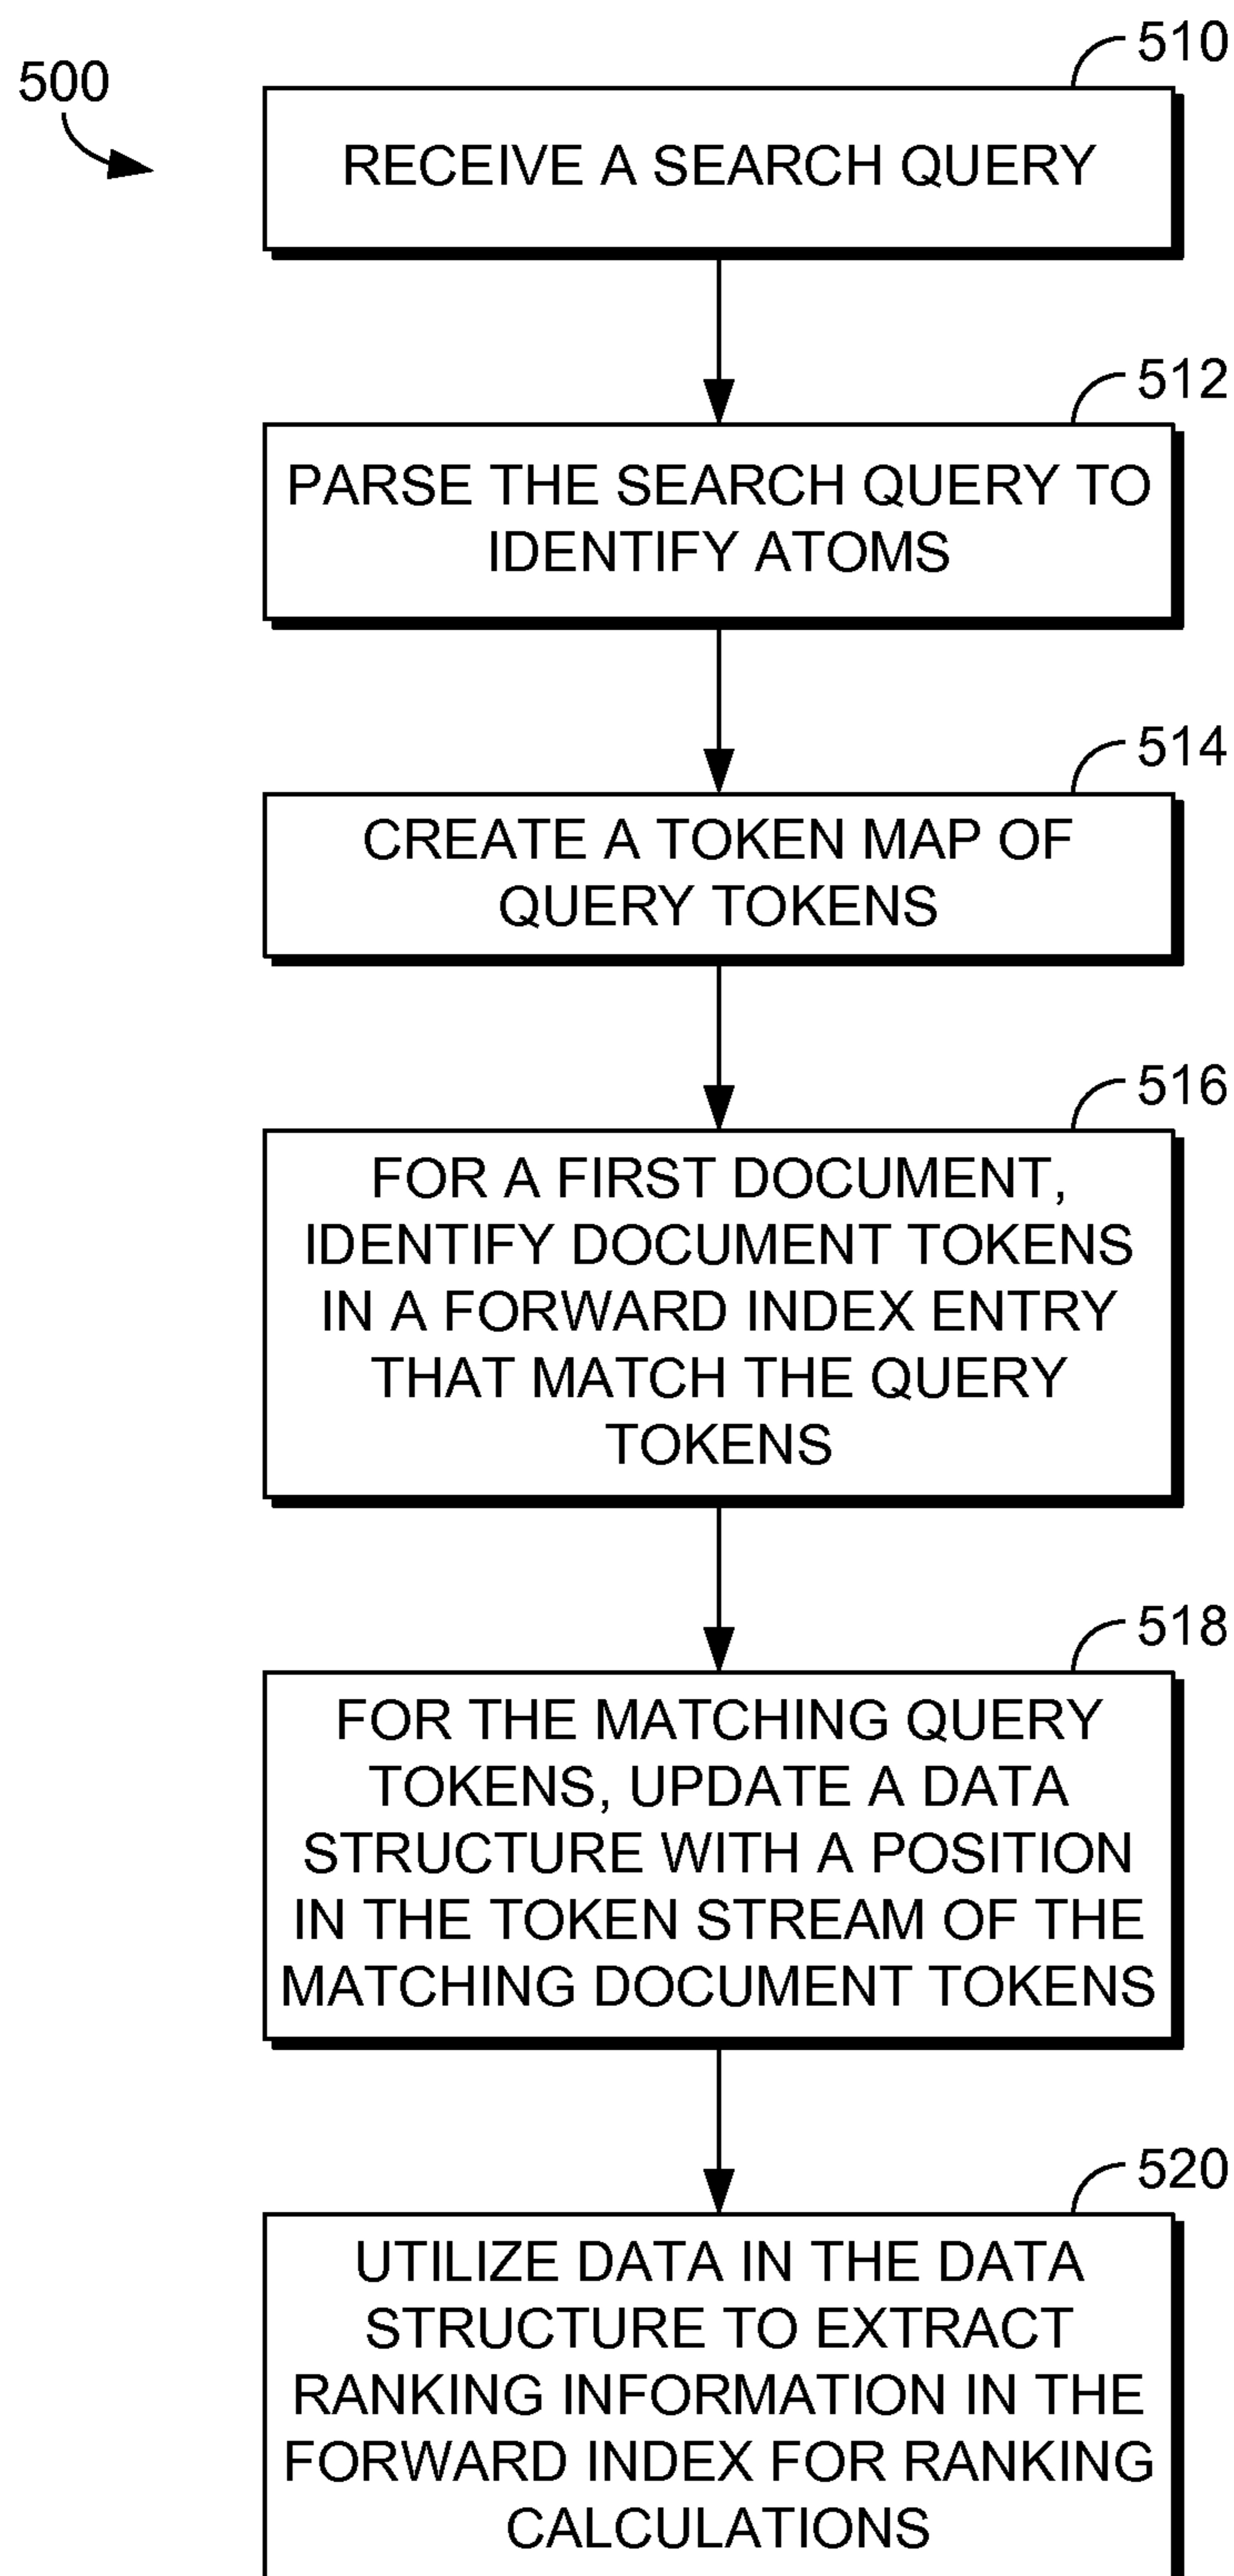 500
510
RECEIVE A SEARCH QUERY
512
PARSE THE SEARCH QUERY TO
IDENTIFY ATOMS
514
CREATE A TOKEN MAP OF
QUERY TOKENS
516
FOR A FIRST DOCUMENT,
IDENTIFY DOCUMENT TOKENS
IN A FORWARD INDEX ENTRY
THAT MATCH THE QUERY
TOKENS
518
FOR THE MATCHING QUERY
TOKENS, UPDATE A DATA
STRUCTURE WITH A POSITION
IN THE TOKEN STREAM OF THE
MATCHING DOCUMENT TOKENS
520
UTILIZE DATA IN THE DATA
STRUCTURE TO EXTRACT
RANKING INFORMATION IN THE
FORWARD INDEX FOR RANKING
CALCULATIONS